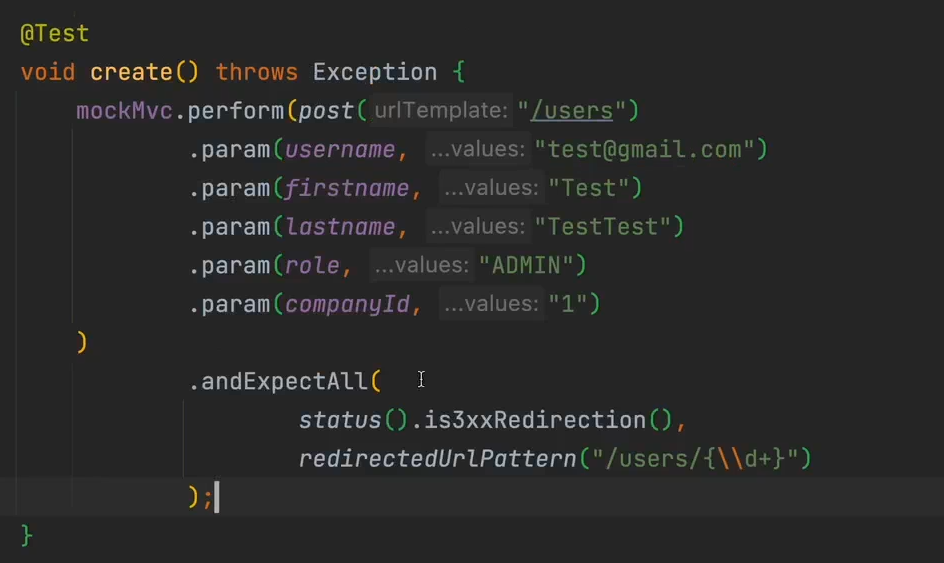 @Test
void create() throws Exception {
mockMvc.perform(post( urlTemplate: "/users")
.param(username, ...values: "test@gmail.com")
.param(firstname, ...values: "Test")
.param(lastname, ...values: "TestTest")
.param(role, ...values: "ADMIN")
.param(companyId, ...values: "1")
)
.andExpectAll(
status().is3xxRedirection(),
redirectedUrlPattern("/users/{\\d+}")
);
}